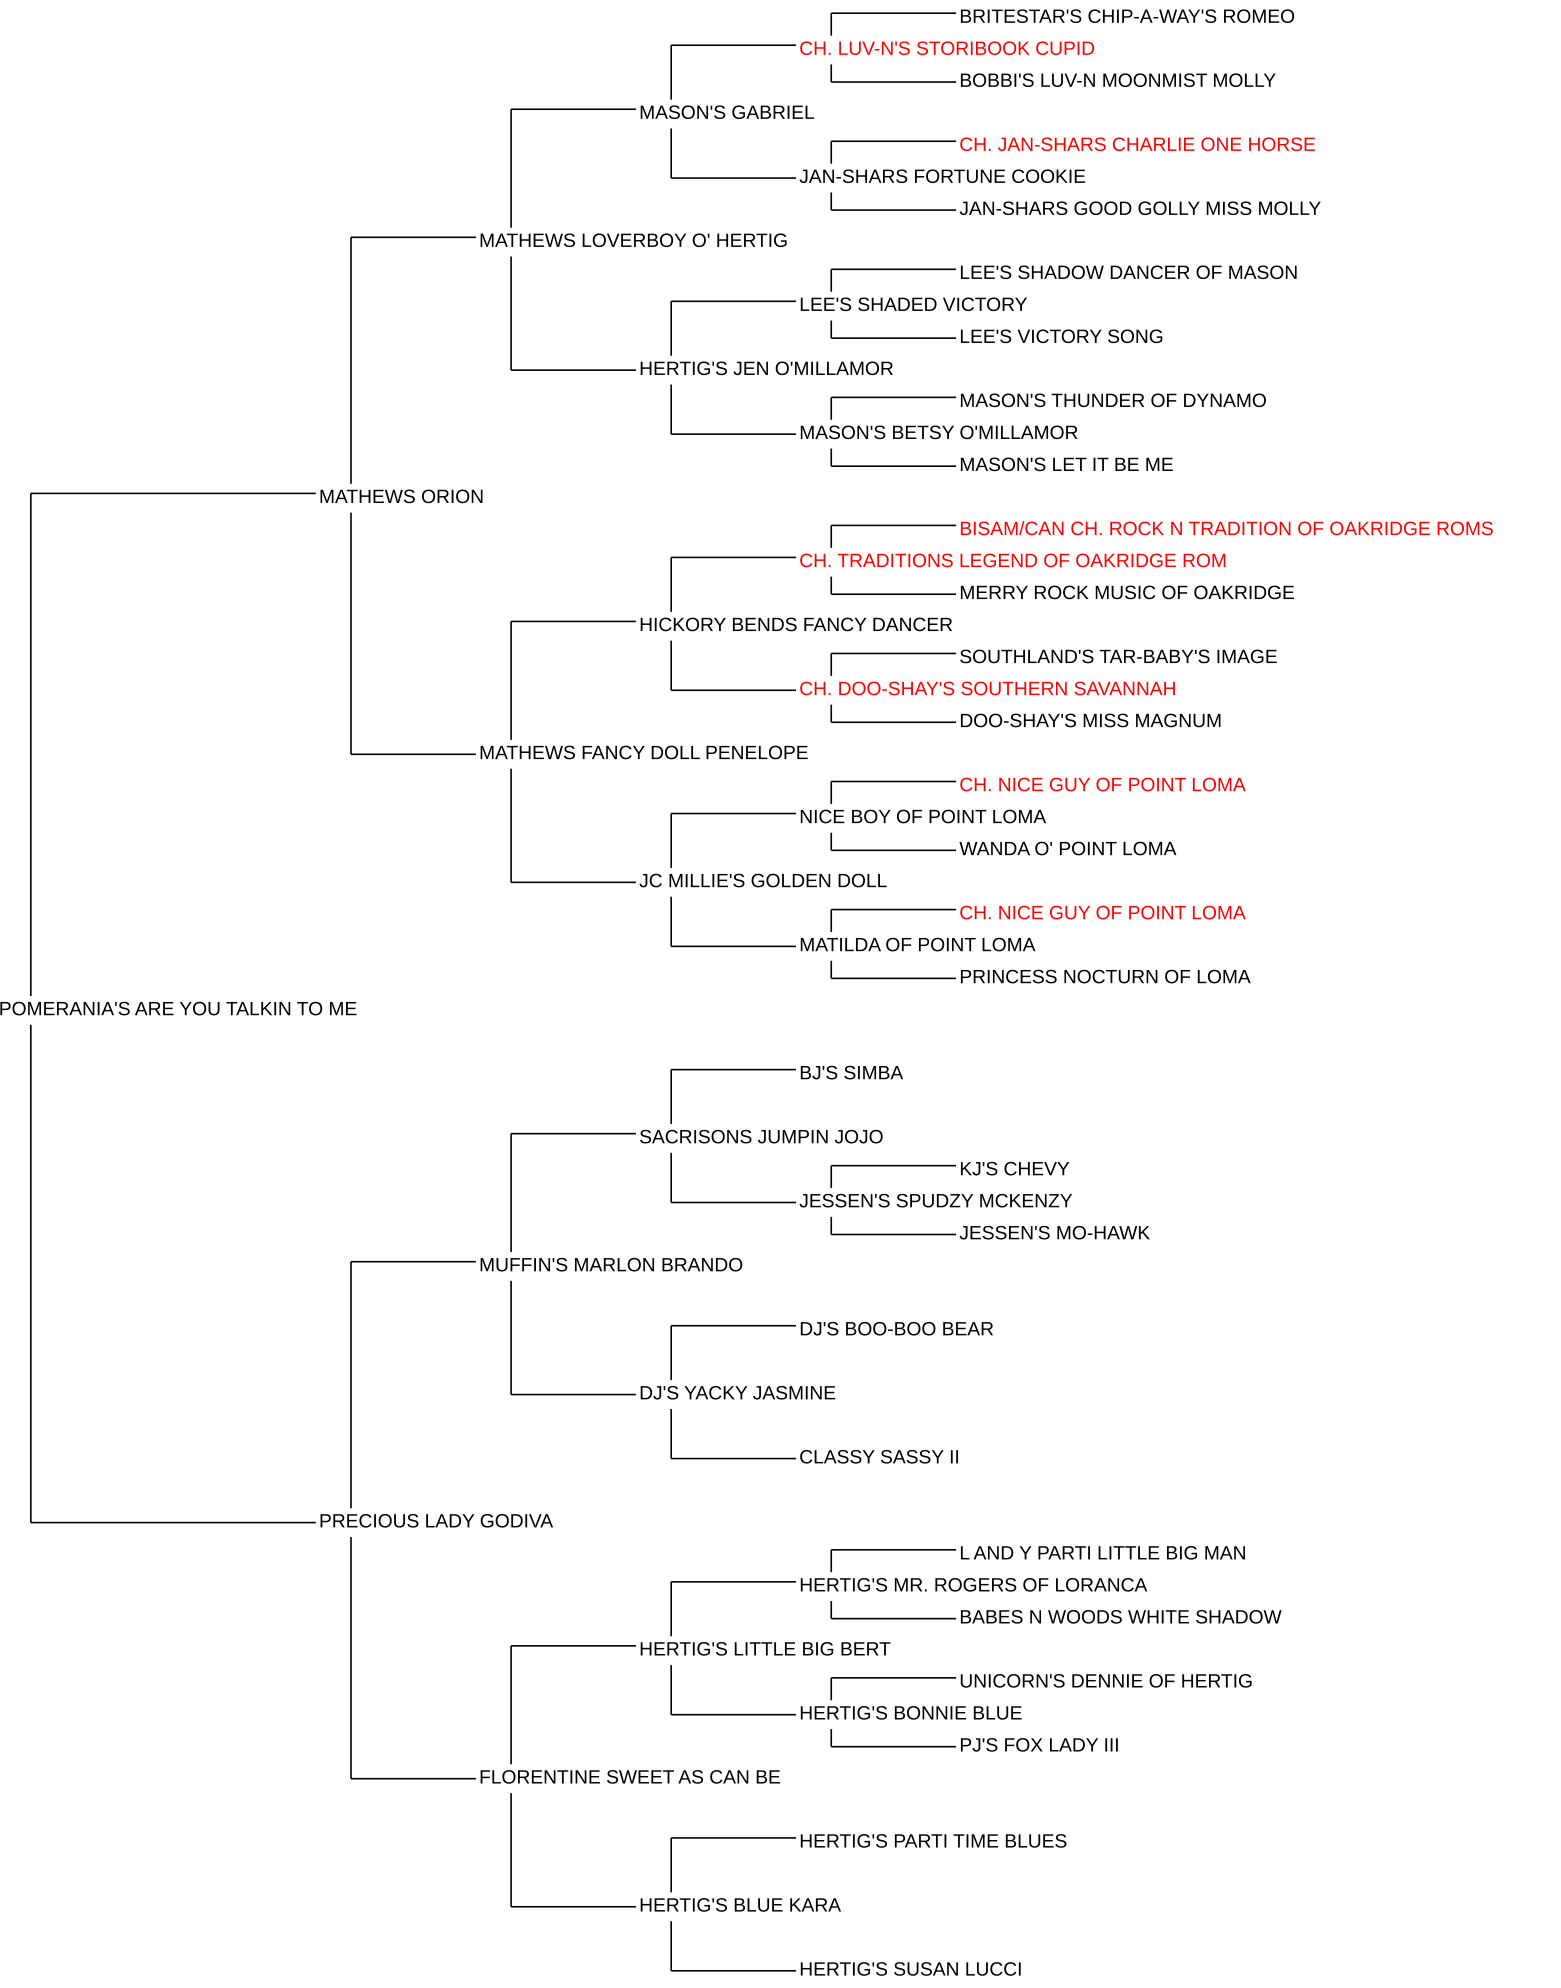 BRITESTAR'S CHIP-A-WAY'S ROMEO
CH. LUV-N'S STORIBOOK CUPID
BOBBI'S LUV-N MOONMIST MOLLY
MASON'S GABRIEL
CH. JAN-SHARS CHARLIE ONE HORSE
JAN-SHARS FORTUNE COOKIE
JAN-SHARS GOOD GOLLY MISS MOLLY
MATHEWS LOVERBOY O' HERTIG
LEE'S SHADOW DANCER OF MASON
LEE'S SHADED VICTORY
LEE'S VICTORY SONG
HERTIG'S JEN O'MILLAMOR
MASON'S THUNDER OF DYNAMO
MASON'S BETSY O'MILLAMOR
MASON'S LET IT BE ME
MATHEWS ORION
BISAM/CAN CH. ROCK N TRADITION OF OAKRIDGE ROMS
CH. TRADITIONS LEGEND OF OAKRIDGE ROM
MERRY ROCK MUSIC OF OAKRIDGE
HICKORY BENDS FANCY DANCER
SOUTHLAND'S TAR-BABY'S IMAGE
CH. DOO-SHAY'S SOUTHERN SAVANNAH
DOO-SHAY'S MISS MAGNUM
MATHEWS FANCY DOLL PENELOPE
CH. NICE GUY OF POINT LOMA
NICE BOY OF POINT LOMA
WANDA O' POINT LOMA
JC MILLIE'S GOLDEN DOLL
CH. NICE GUY OF POINT LOMA
MATILDA OF POINT LOMA
PRINCESS NOCTURN OF LOMA
POMERANIA'S ARE YOU TALKIN TO ME
BJ'S SIMBA
SACRISONS JUMPIN JOJO
KJ'S CHEVY
JESSEN'S SPUDZY MCKENZY
JESSEN'S MO-HAWK
MUFFIN'S MARLON BRANDO
DJ'S BOO-BOO BEAR
DJ'S YACKY JASMINE
CLASSY SASSY II
PRECIOUS LADY GODIVA
L AND Y PARTI LITTLE BIG MAN
HERTIG'S MR. ROGERS OF LORANCA
BABES N WOODS WHITE SHADOW
HERTIG'S LITTLE BIG BERT
UNICORN'S DENNIE OF HERTIG
HERTIG'S BONNIE BLUE
PJ'S FOX LADY III
FLORENTINE SWEET AS CAN BE
HERTIG'S PARTI TIME BLUES
HERTIG'S BLUE KARA
HERTIG'S SUSAN LUCCI